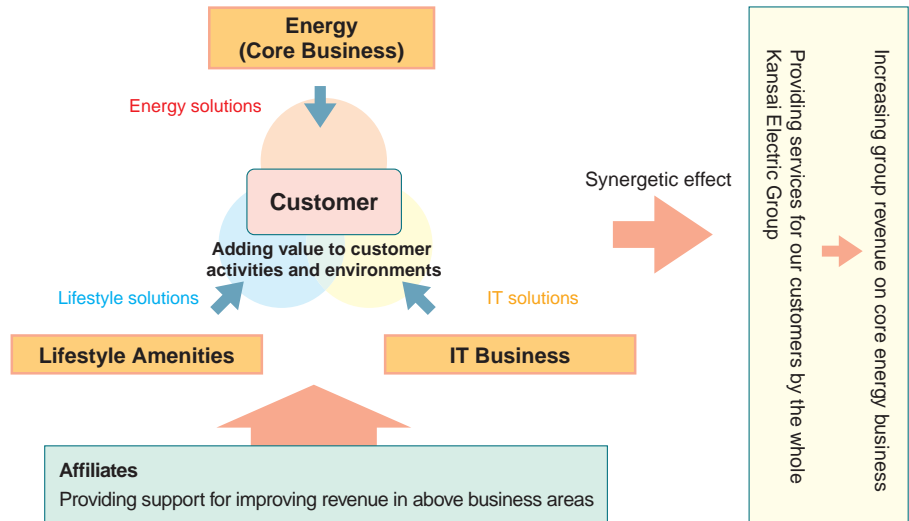 Energy
(Core Business)
Energy solutions
Customer
Adding value to customer
activities and environments
Lifestyle solutions
IT solutions
Lifestyle Amenities
IT Business
Affiliates
Providing support for improving revenue in above business areas
Synergetic effect
Providing services for our customers by the whole
Kansai Electric Group
Increasing group revenue on core energy business